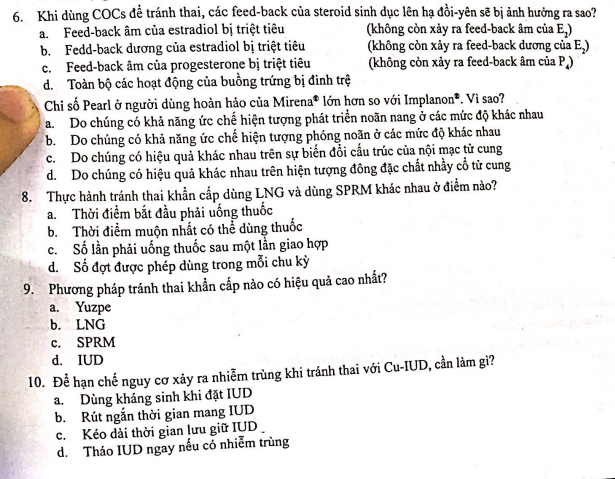 6. Khi dùng COCs để tránh thai, các feed-back của steroid sinh dục lên hạ đồi-yên sẽ bị ảnh hưởng ra sao?
a. Feed-back âm của estradiol bị triệt tiêu (không còn xảy ra feed-back âm của E₂)
b. Fedd-back dương của estradiol bị triệt tiêu (không còn xảy ra feed-back dương của E₂)
c. Feed-back âm của progesterone bị triệt tiêu (không còn xảy ra feed-back âm của P₄)
d. Toàn bộ các hoạt động của buồng trứng bị đình trệ
Chỉ số Pearl ở người dùng hoàn hảo của Mirena® lớn hơn so với Implanon®. Vì sao?
a. Do chúng có khả năng ức chế hiện tượng phát triển noãn nang ở các mức độ khác nhau
b. Do chúng có khả năng ức chế hiện tượng phóng noãn ở các mức độ khác nhau
c. Do chúng có hiệu quả khác nhau trên sự biến đổi cấu trúc của nội mạc tử cung
d. Do chúng có hiệu quả khác nhau trên hiện tượng đông đặc chất nhầy cổ tử cung
8. Thực hành tránh thai khẩn cấp dùng LNG và dùng SPRM khác nhau ở điểm nào?
a. Thời điểm bắt đầu phải uống thuốc
b. Thời điểm muộn nhất có thể dùng thuốc
c. Số lần phải uống thuốc sau một lần giao hợp
d. Số đợt được phép dùng trong mỗi chu kỳ
9. Phương pháp tránh thai khẩn cấp nào có hiệu quả cao nhất?
a. Yuzpe
b. LNG
c. SPRM
d. IUD
10. Để hạn chế nguy cơ xảy ra nhiễm trùng khi tránh thai với Cu-IUD, cần làm gì?
a. Dùng kháng sinh khi đặt IUD
b. Rút ngắn thời gian mang IUD
c. Kéo dài thời gian lưu giữ IUD
d. Tháo IUD ngay nếu có nhiễm trùng